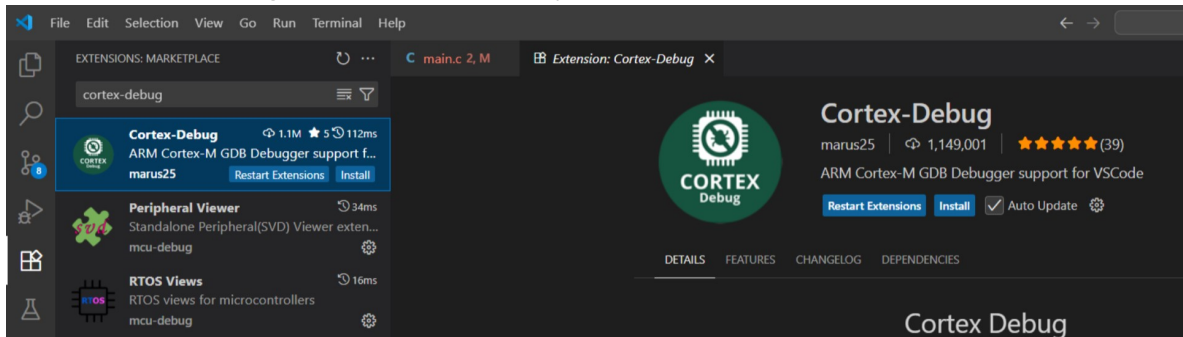 File Edit Selection View Go Run Terminal Help
EXTENSIONS: MARKETPLACE
cortex-debug
Cortex-Debug 1.1M 5 112ms
ARM Cortex-M GDB Debugger support f...
marus25 Restart Extensions Install
CORTEX
Debug
Peripheral Viewer 34ms
Standalone Peripheral(SVD) Viewer exten...
mcu-debug
svd
RTOS Views 16ms
RTOS views for microcontrollers
mcu-debug
RTOS
8
C main.c 2, M Extension: Cortex-Debug
CORTEX
Debug
Cortex-Debug
marus25 1,149,001 (39)
ARM Cortex-M GDB Debugger support for VSCode
Restart Extensions Install Auto Update
DETAILS FEATURES CHANGELOG DEPENDENCIES
Cortex Debug